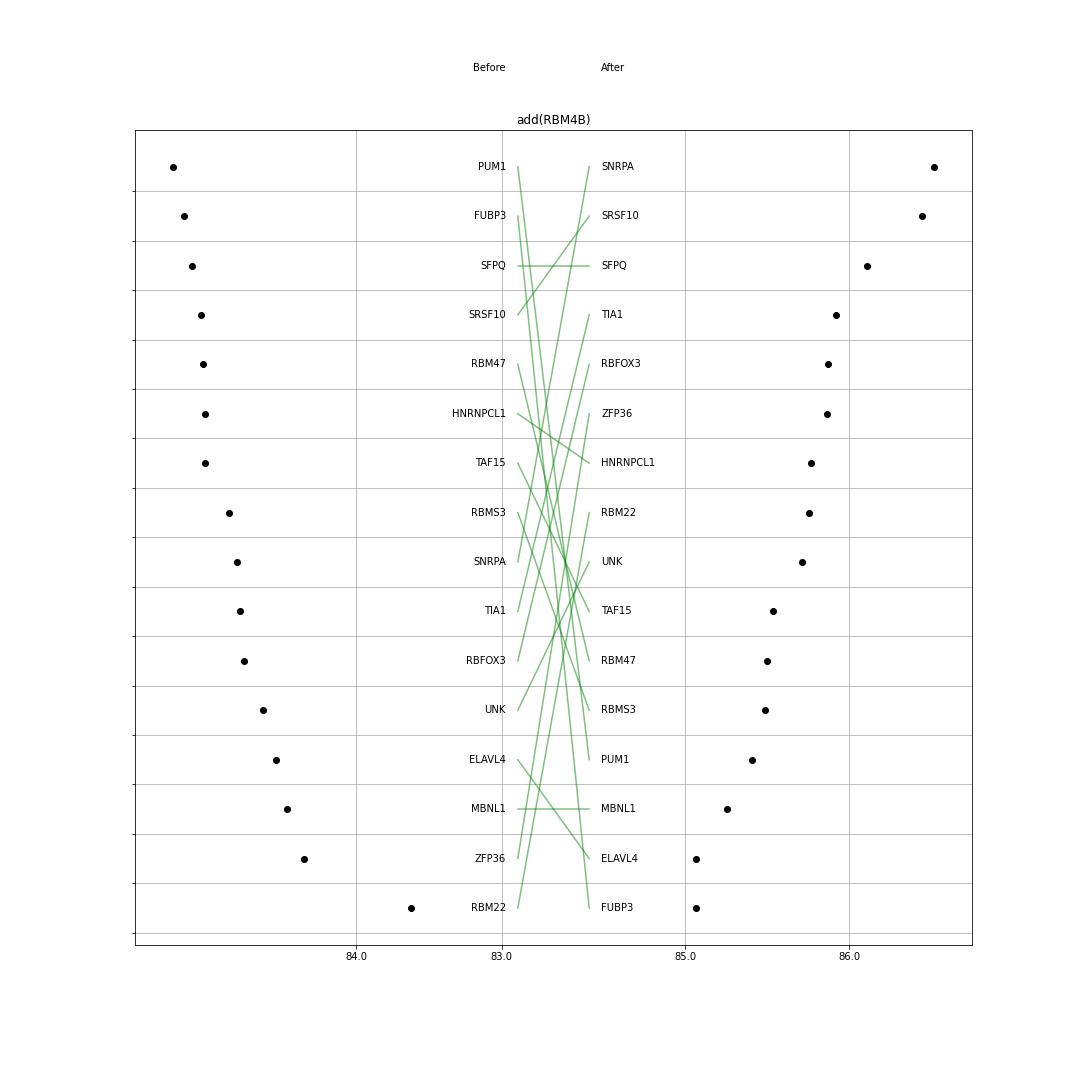 Before After
add(RBM4B)
PUM1 SNRPA
FUBP3 SRSF10
SFPQ SFPQ
SRSF10 TIA1
RBM47 RBFOX3
HNRNPCL1 ZFP36
TAF15 HNRNPCL1
RBMS3 RBM22
SNRPA UNK
TIA1 TAF15
RBFOX3 RBM47
UNK RBMS3
ELAVL4 PUM1
MBNL1 MBNL1
ZFP36 ELAVL4
RBM22 FUBP3
84.0 83.0 85.0 86.0